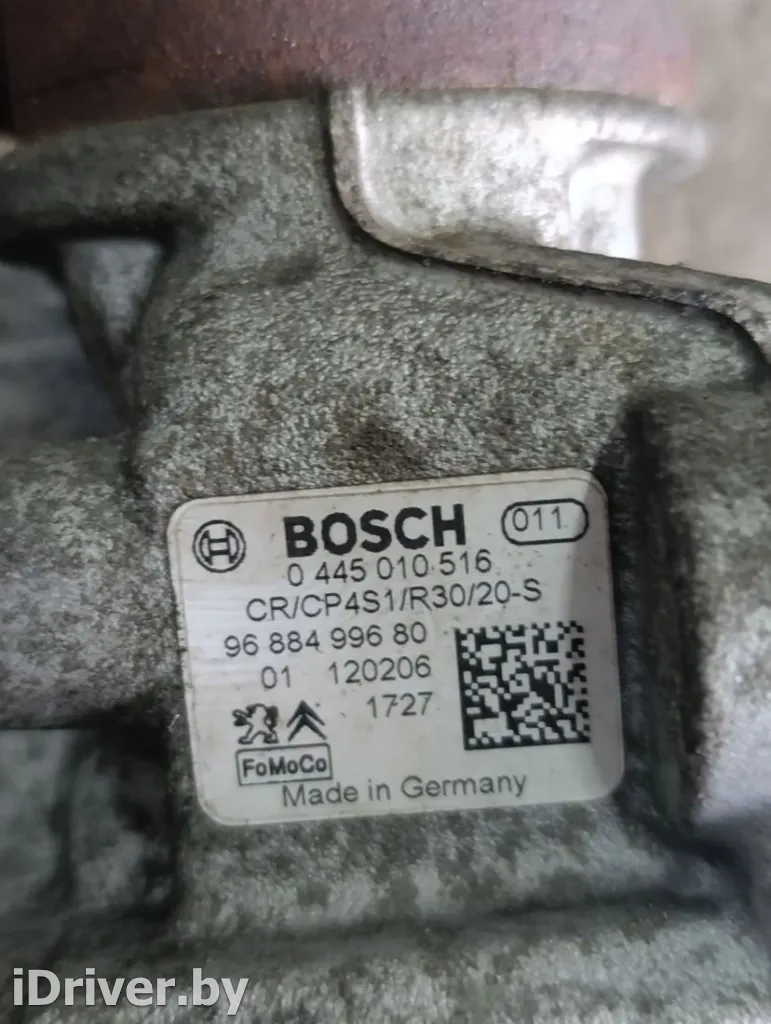 BOSCH 011
0 445 010 516
CR/CP4S1/R30/20-S
96 884 996 80
01 120206
1727
FoMoCo
Made in Germany
iDriver.by